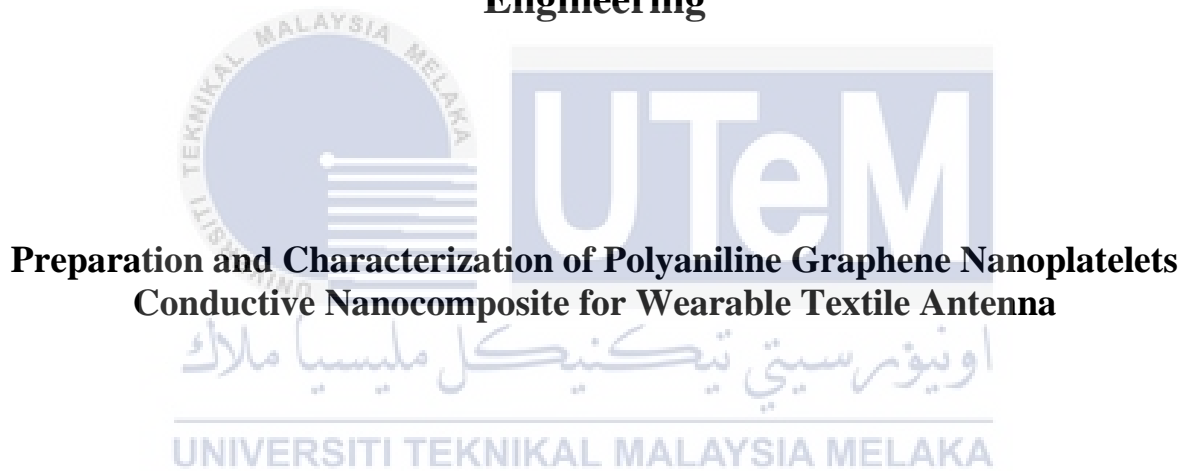 Engineering
UNIVERSITI TEKNIKAL MALAYSIA MELAKA
UTeM
Preparation and Characterization of Polyaniline Graphene Nanoplatelets
Conductive Nanocomposite for Wearable Textile Antenna
اونيۏرسيتي تيكنيكل مليسيا ملاك
UNIVERSITI TEKNIKAL MALAYSIA MELAKA